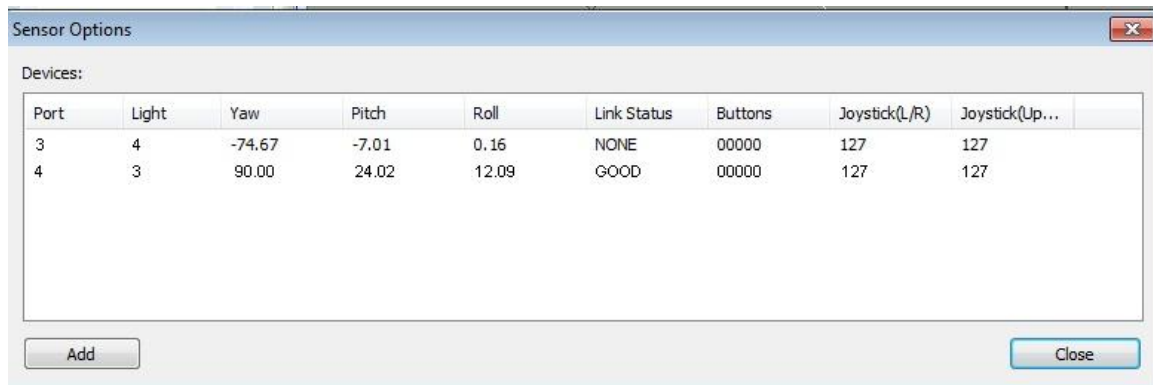 Sensor Options
Devices:
Port Light Yaw Pitch Roll Link Status Buttons Joystick(L/R) Joystick(Up...
3 4 -74.67 -7.01 0.16 NONE 00000 127 127
4 3 90.00 24.02 12.09 GOOD 00000 127 127
Add Close